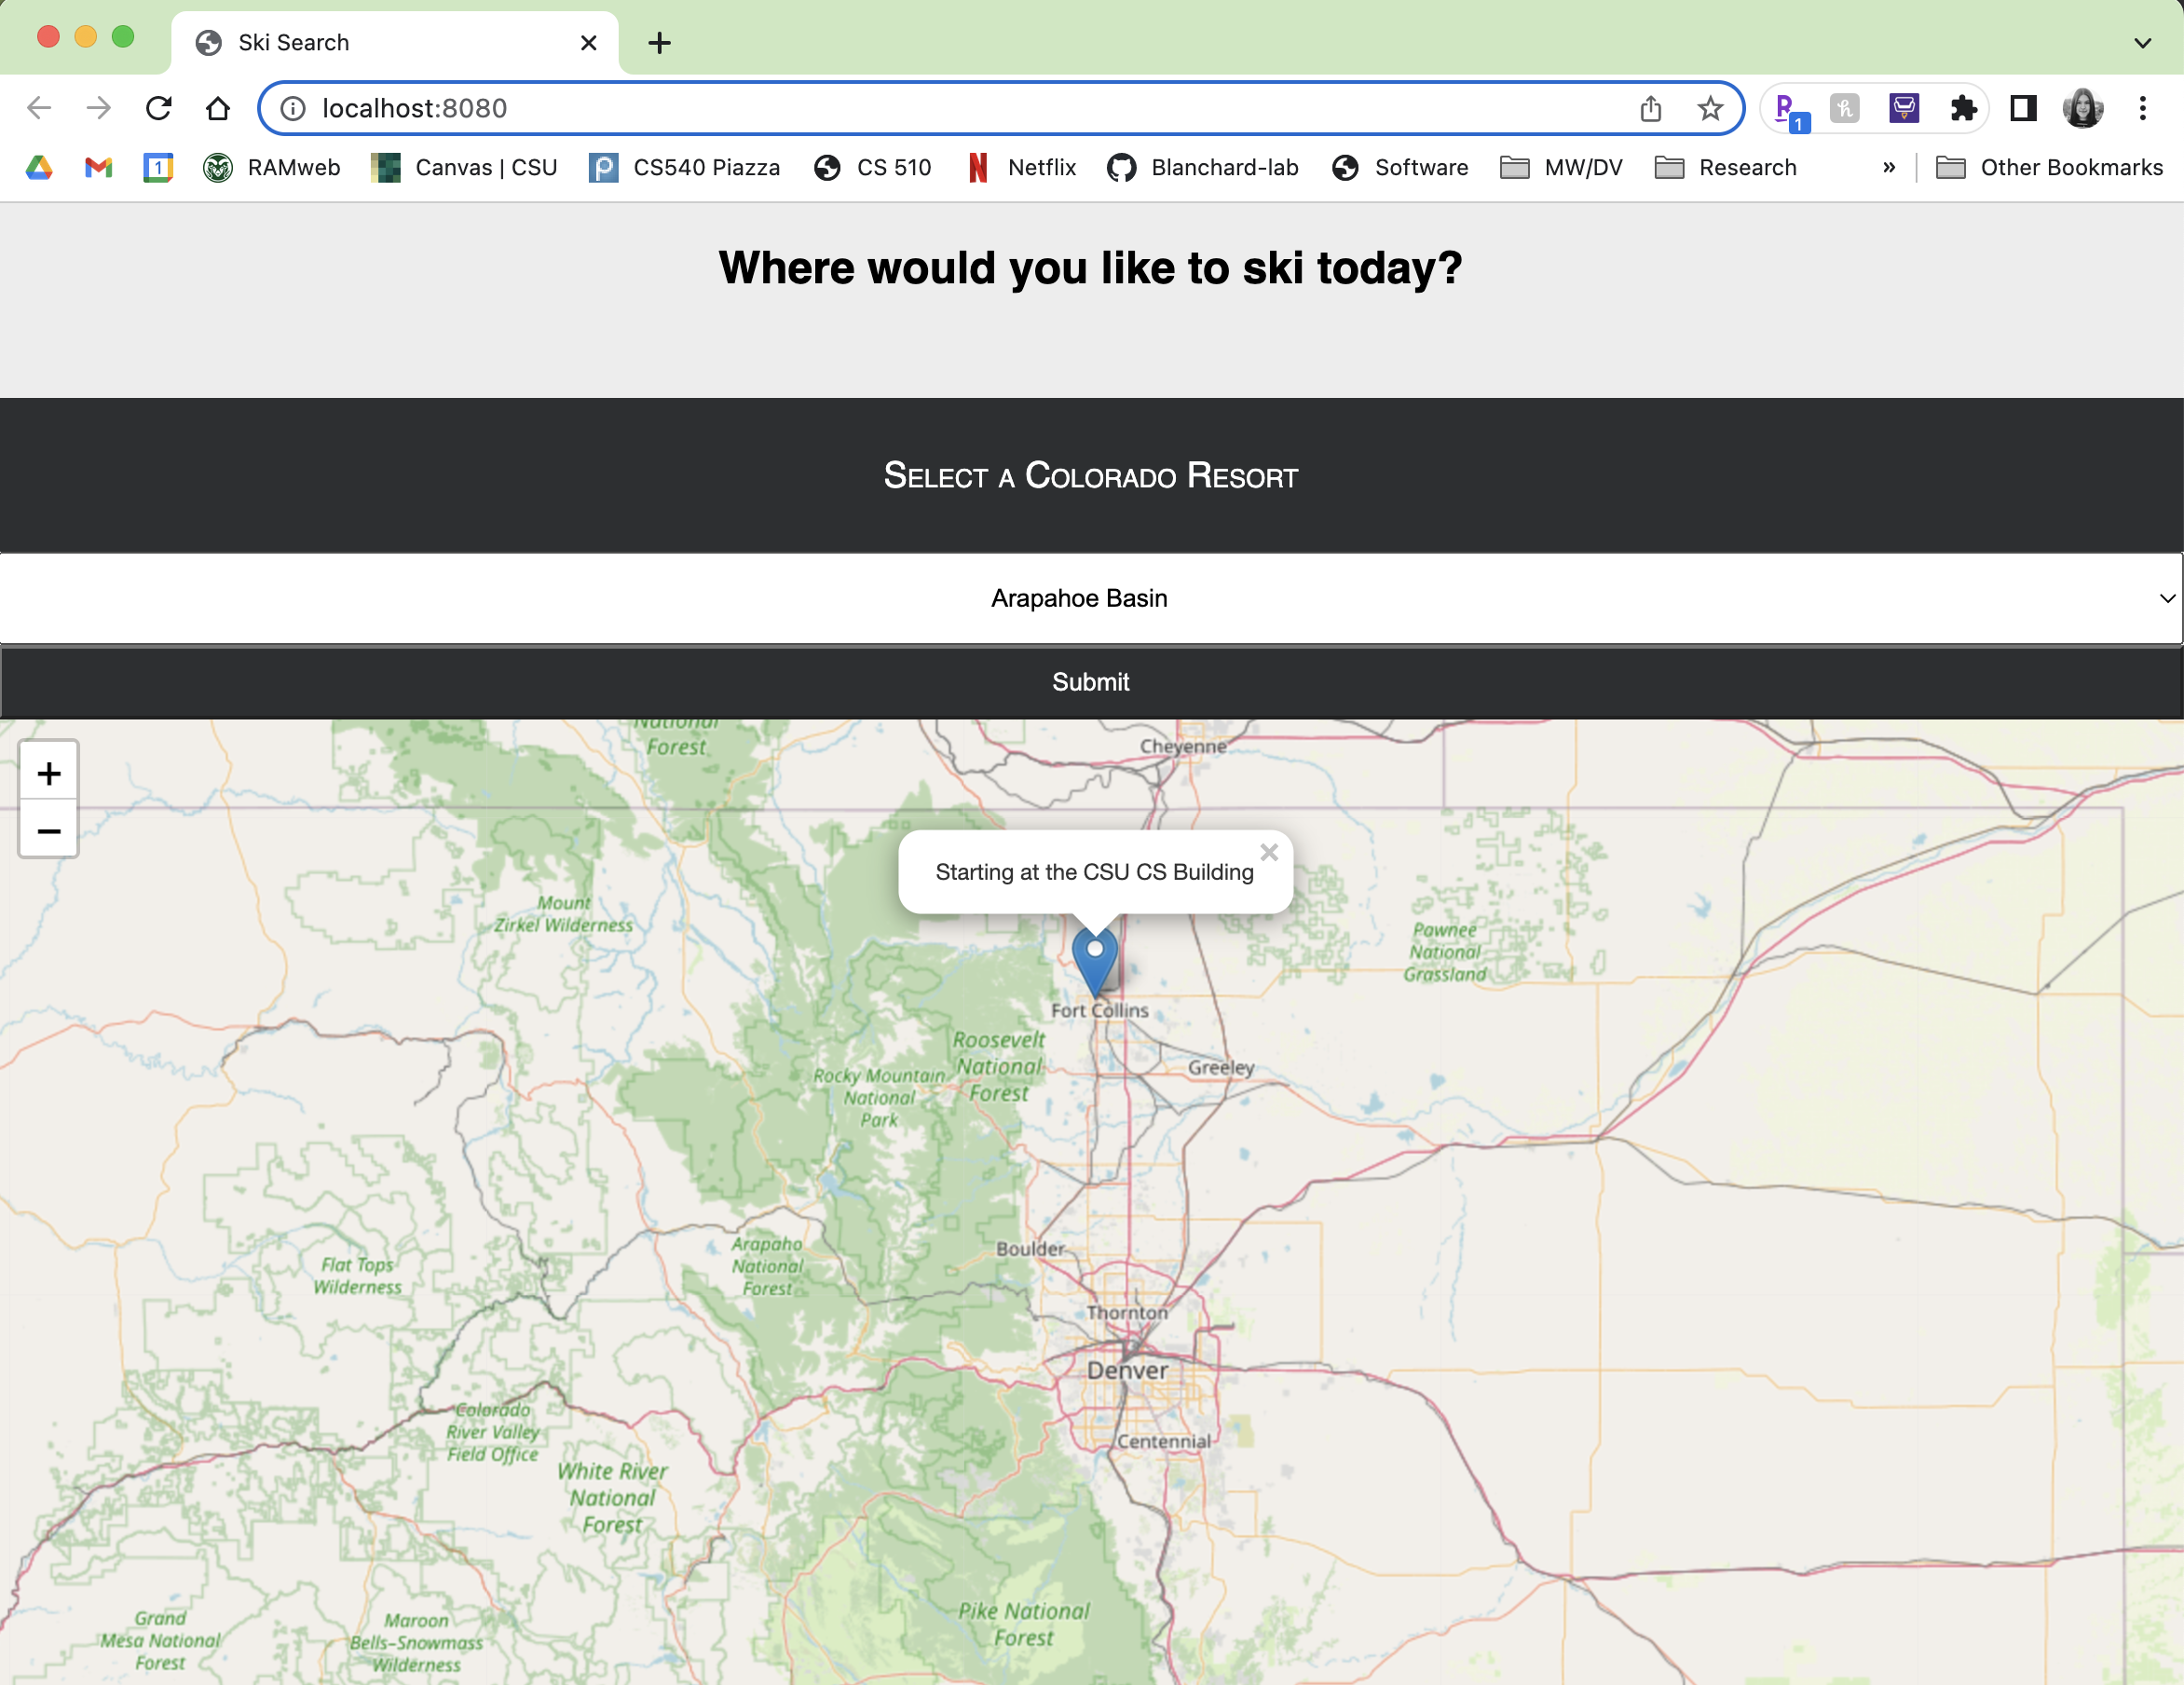 Ski Search
localhost:8080
1
1
RAMweb
Canvas | CSU
CS540 Piazza
CS 510
Netflix
Blanchard-lab
Software
MW/DV
Research
»
Other Bookmarks
Where would you like to ski today?
Select a Colorado Resort
Arapahoe Basin
Submit
+
−
National
Forest
Cheyenne
Starting at the CSU CS Building
×
Mount
Zirkel Wilderness
Pawnee
National
Grassland
Fort Collins
Roosevelt
National
Forest
Rocky Mountain
National
Park
Greeley
Boulder
Arapaho
National
Forest
Flat Tops
Wilderness
Thornton
Denver
Colorado
River Valley
Field Office
Centennial
White River
National
Forest
Pike National
Forest
Grand
Mesa National
Forest
Maroon
Bells–Snowmass
Wilderness